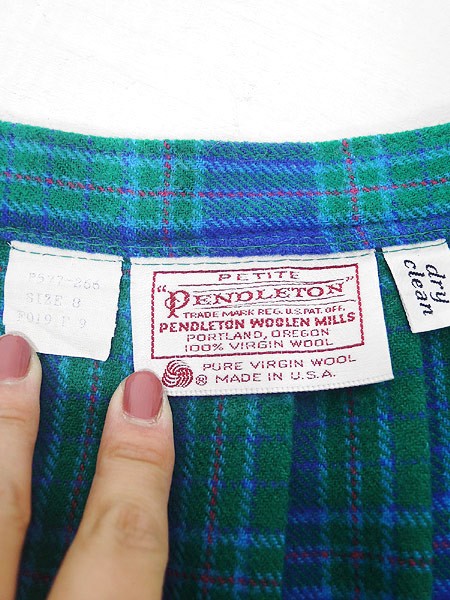 SIZE 8
PETITE
"PENDLETON"
TRADE MARK REG. U.S. PAT. OFF.
PENDLETON WOOLEN MILLS
PORTLAND, OREGON
100% VIRGIN WOOL
PURE VIRGIN WOOL
® MADE IN U.S.A.
dry
clean